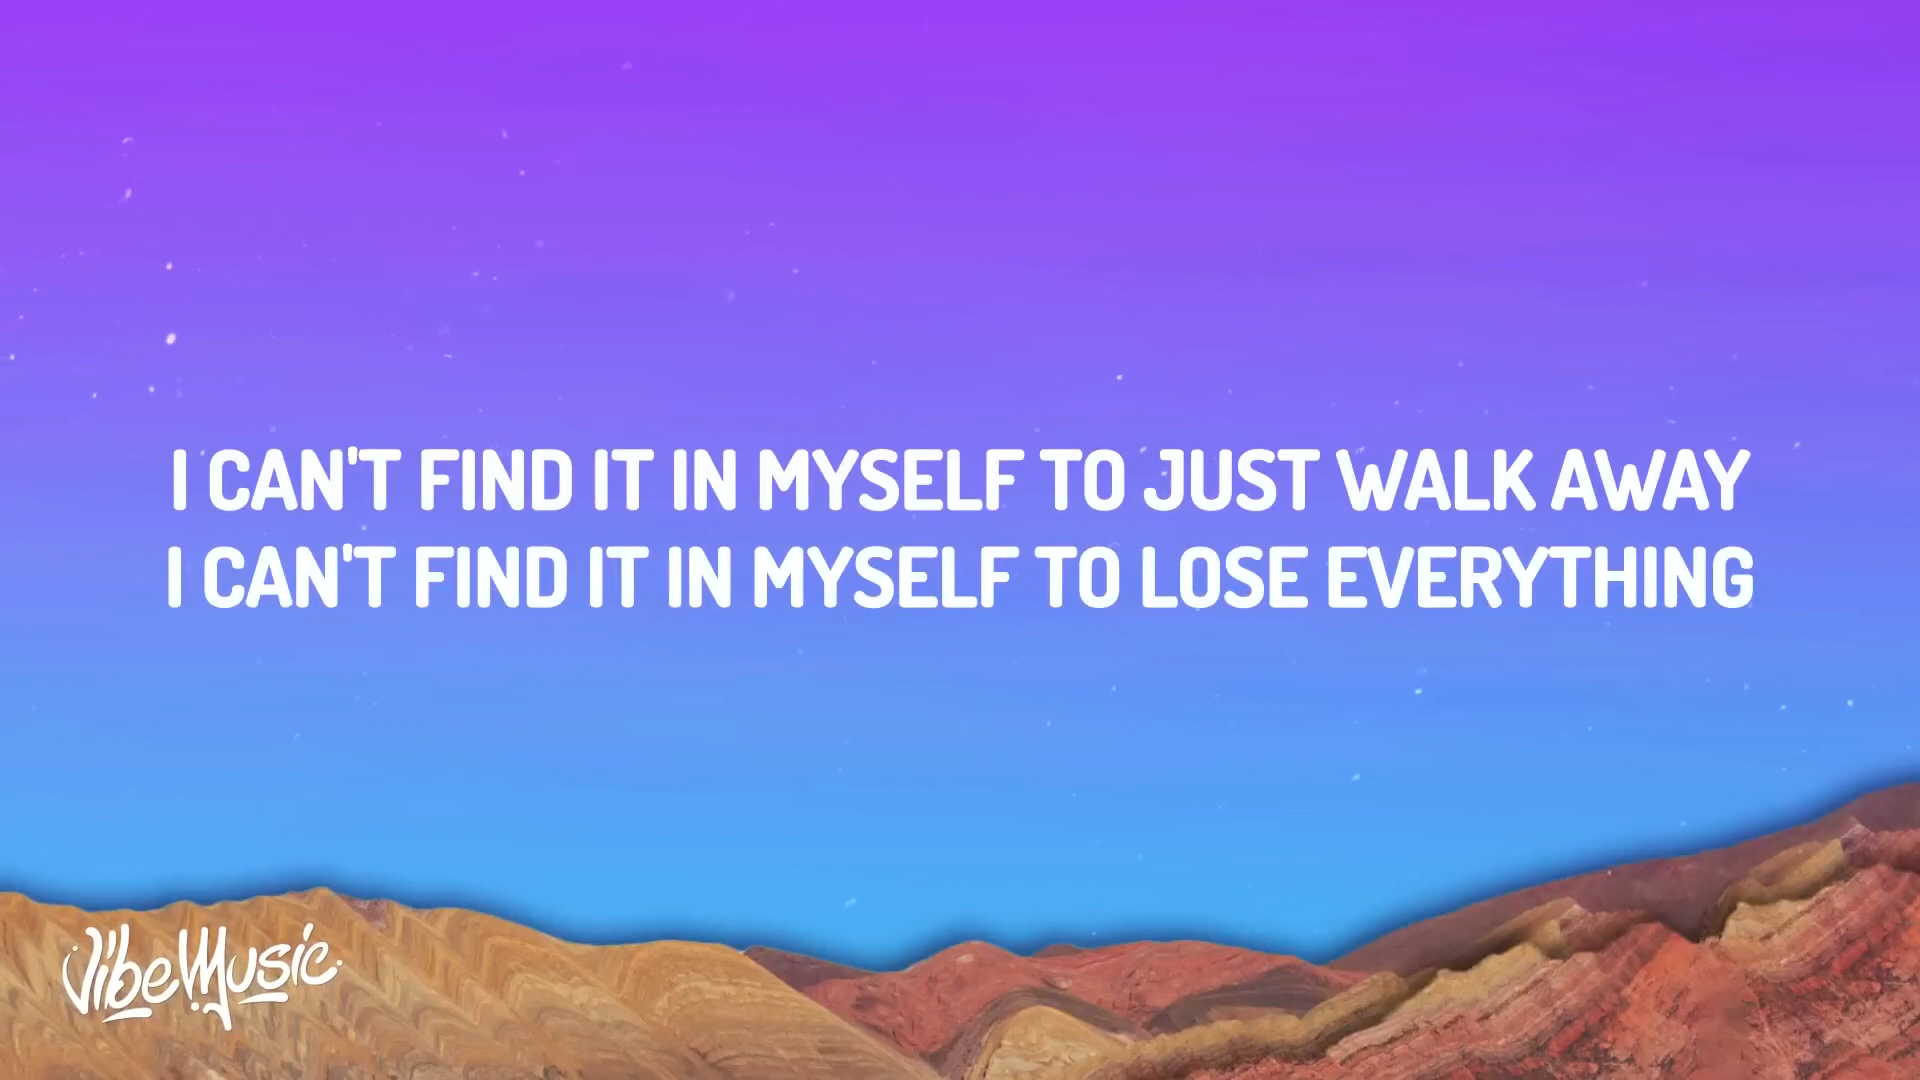 I CAN'T FIND IT IN MYSELF TO JUST WALK AWAY
I CAN'T FIND IT IN MYSELF TO LOSE EVERYTHING
VibeMusic